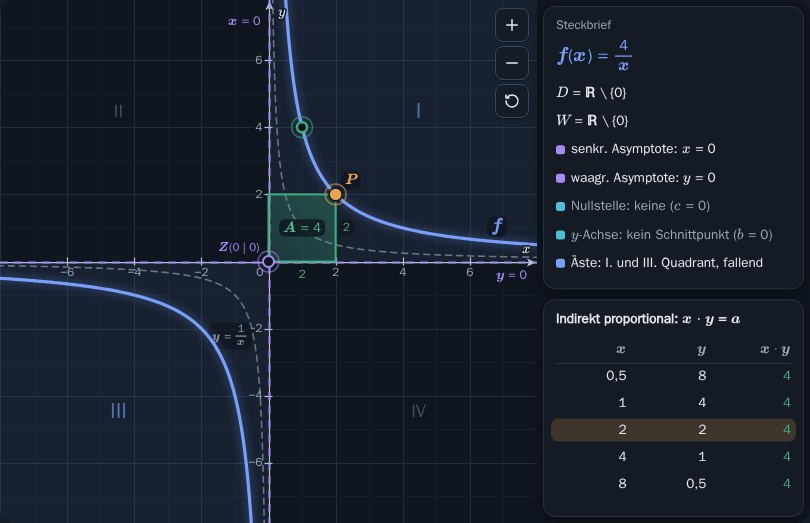 x = 0
y
6
II
I
4
P
2
A = 4
2
f
Z(0 | 0)
x
−6
−4
−2
0
2
4
6
2
y = 0
y = 1/x
−2
−4
III
IV
−6
Steckbrief
f(x) = 4/x
D = ℝ \ {0}
W = ℝ \ {0}
senkr. Asymptote: x = 0
waagr. Asymptote: y = 0
Nullstelle: keine (c = 0)
y-Achse: kein Schnittpunkt (b = 0)
Äste: I. und III. Quadrant, fallend
Indirekt proportional: x · y = a
x y x · y
0,5 8 4
1 4 4
2 2 4
4 1 4
8 0,5 4